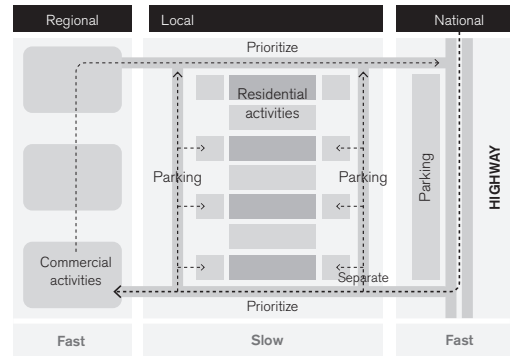 Regional
Local
National
Prioritize
Residential
activities
Parking
Parking
Parking
HIGHWAY
Commercial
activities
Separate
Prioritize
Fast
Slow
Fast